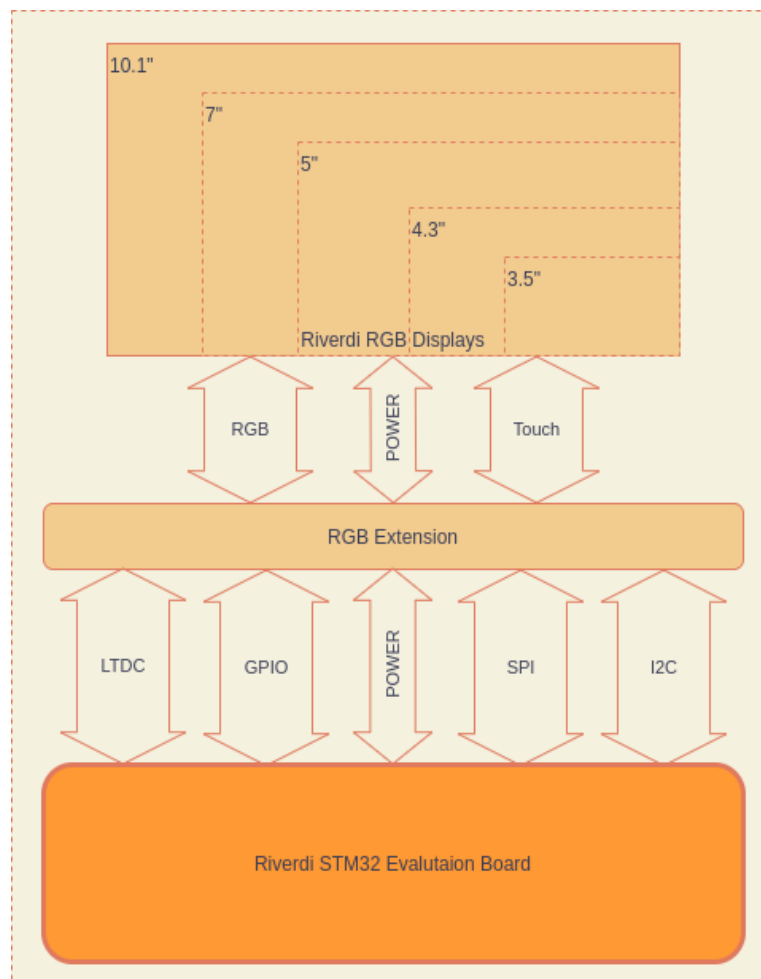 10.1"
7"
5"
4.3"
3.5"
Riverdi RGB Displays
RGB
POWER
Touch
RGB Extension
LTDC
GPIO
POWER
SPI
I2C
Riverdi STM32 Evalutaion Board